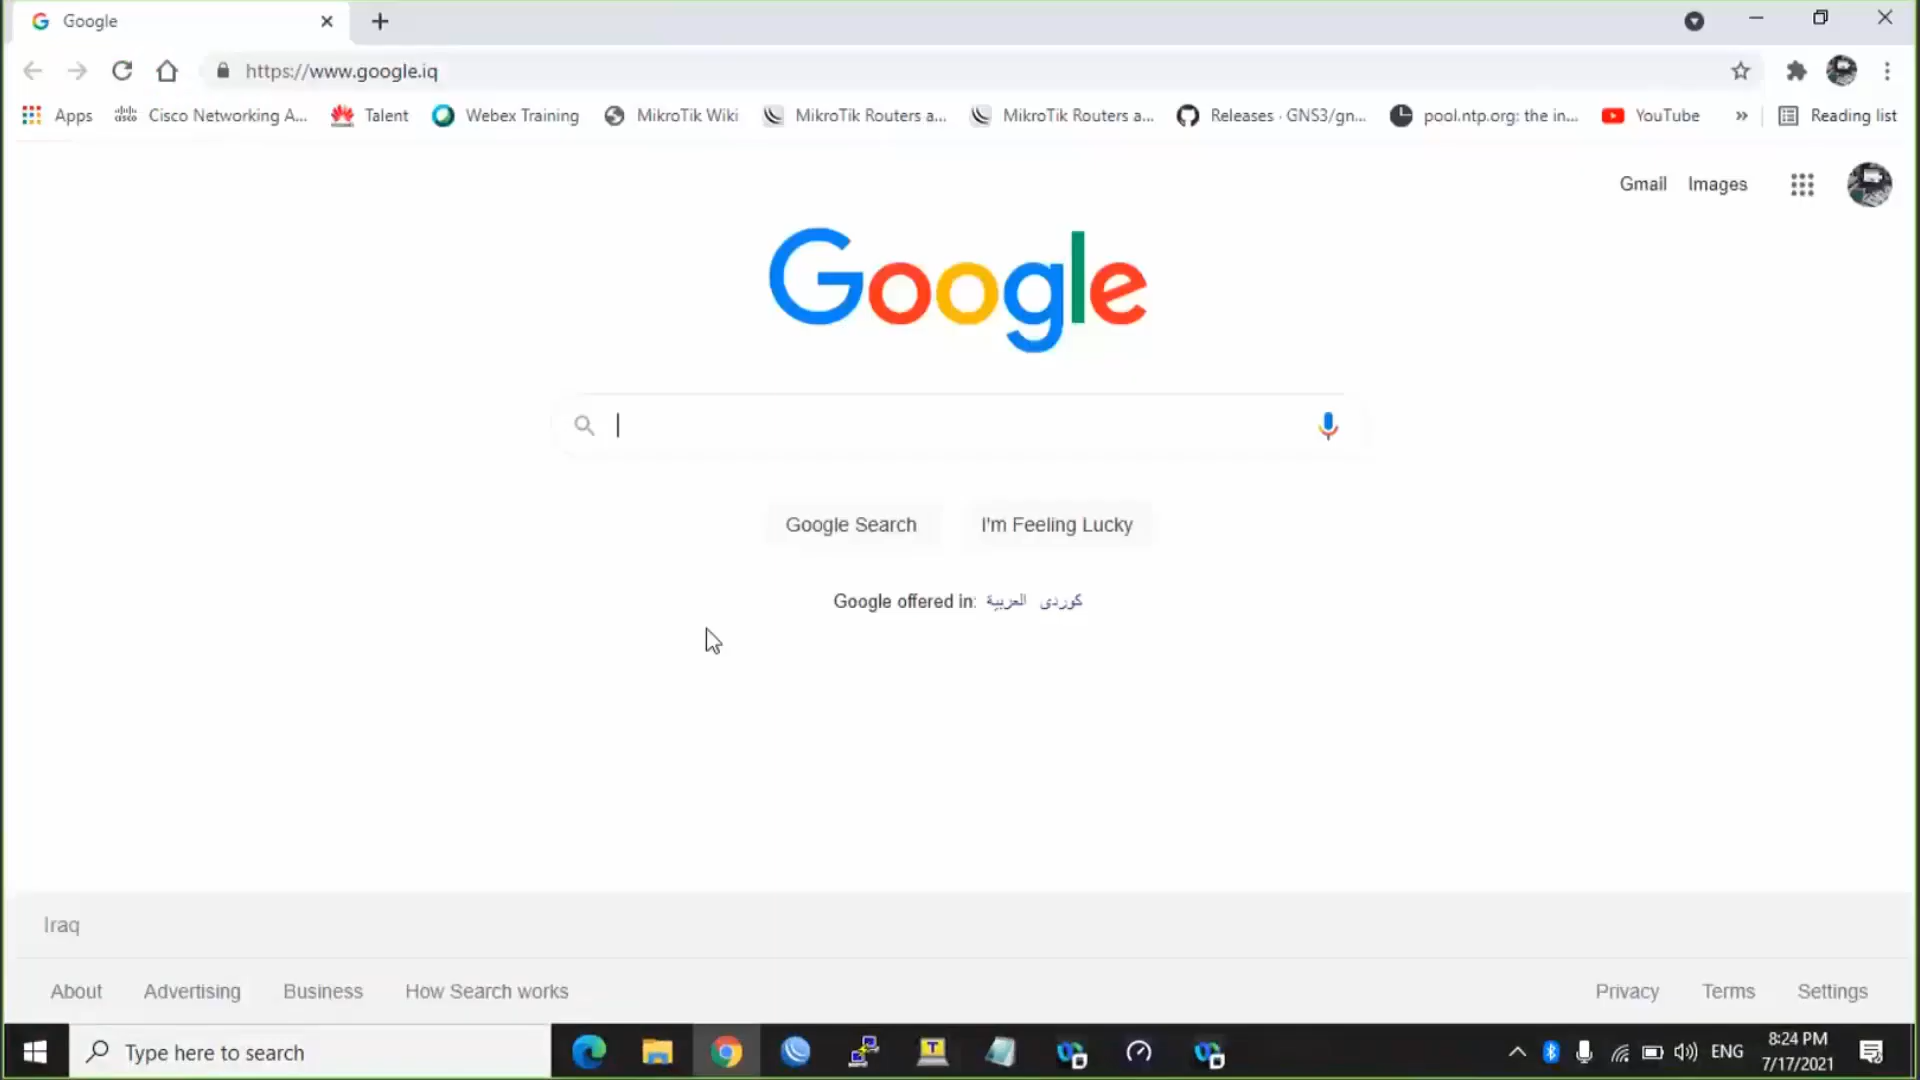 Google
https://www.google.iq
Apps Cisco Networking A... Talent Webex Training MikroTik Wiki MikroTik Routers a... MikroTik Routers a... Releases · GNS3/gn... pool.ntp.org: the in... YouTube » Reading list
Gmail Images
Google
Google Search I'm Feeling Lucky
Google offered in: العربية کوردی
Iraq
About Advertising Business How Search works Privacy Terms Settings
Type here to search ENG 8:24 PM
7/17/2021